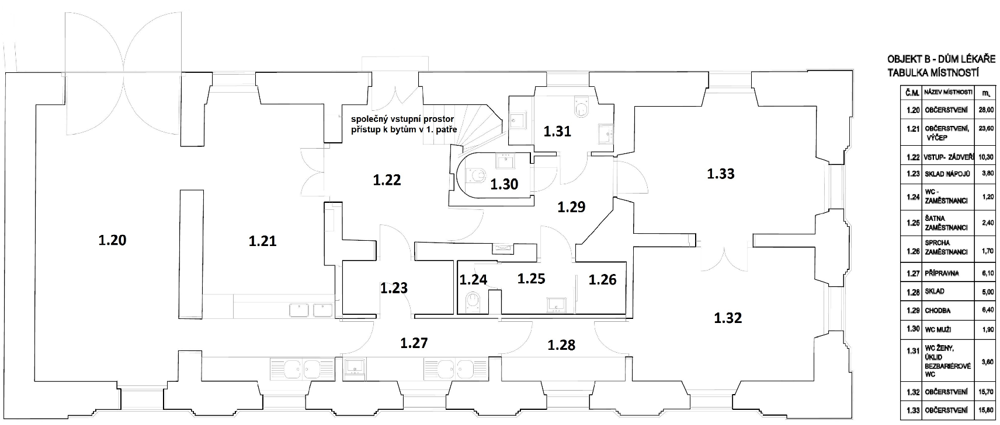 společný vstupní prostor
přístup k bytům v 1. patře
1.31
1.33
1.22
1.30
1.29
1.20
1.21
1.24
1.25
1.26
1.23
1.32
1.27
1.28
OBJEKT B - DŮM LÉKAŘE
TABULKA MÍSTNOSTÍ
Č.M. NÁZEV MÍSTNOSTI m²
1.20 OBČERSTVENÍ 28,00
1.21 OBČERSTVENÍ, 23,60
VÝČEP
1.22 VSTUP- ZÁDVEŘÍ 10,30
1.23 SKLAD NÁPOJŮ 3,80
WC -
1.24 ZAMĚSTNANCI 1,20
ŠATNA
1.25 ZAMĚSTNANCI 2,40
SPRCHA
1.26 ZAMĚSTNANCI 1,70
1.27 PŘÍPRAVNA 6,10
1.28 SKLAD 5,00
1.29 CHODBA 6,40
1.30 WC MUŽI 1,90
1.31 WC ŽENY,
ÚKLID
BEZBARIÉROVÉ 3,60
WC
1.32 OBČERSTVENÍ 15,70
1.33 OBČERSTVENÍ 15,80